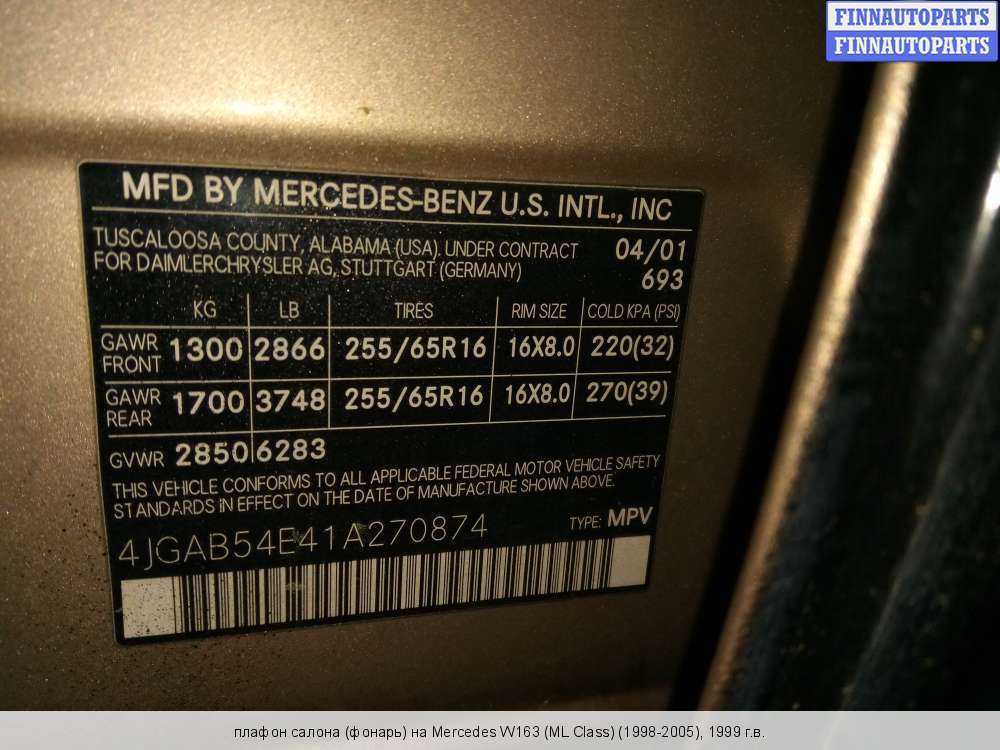 FINNAUTOPARTS
FINNAUTOPARTS
MFD BY MERCEDES-BENZ U.S. INTL., INC
TUSCALOOSA COUNTY, ALABAMA (USA). UNDER CONTRACT 04/01
FOR DAIMLERCHRYSLER AG, STUTTGART (GERMANY) 693
KG LB TIRES RIM SIZE COLD KPA (PSI)
GAWR FRONT 1300 2866 255/65R16 16X8.0 220(32)
GAWR REAR 1700 3748 255/65R16 16X8.0 270(39)
GVWR 2850 6283
THIS VEHICLE CONFORMS TO ALL APPLICABLE FEDERAL MOTOR VEHICLE SAFETY
STANDARDS IN EFFECT ON THE DATE OF MANUFACTURE SHOWN ABOVE.
4JGAB54E41A270874 TYPE: MPV
плафон салона (фонарь) на Mercedes W163 (ML Class) (1998-2005), 1999 г.в.